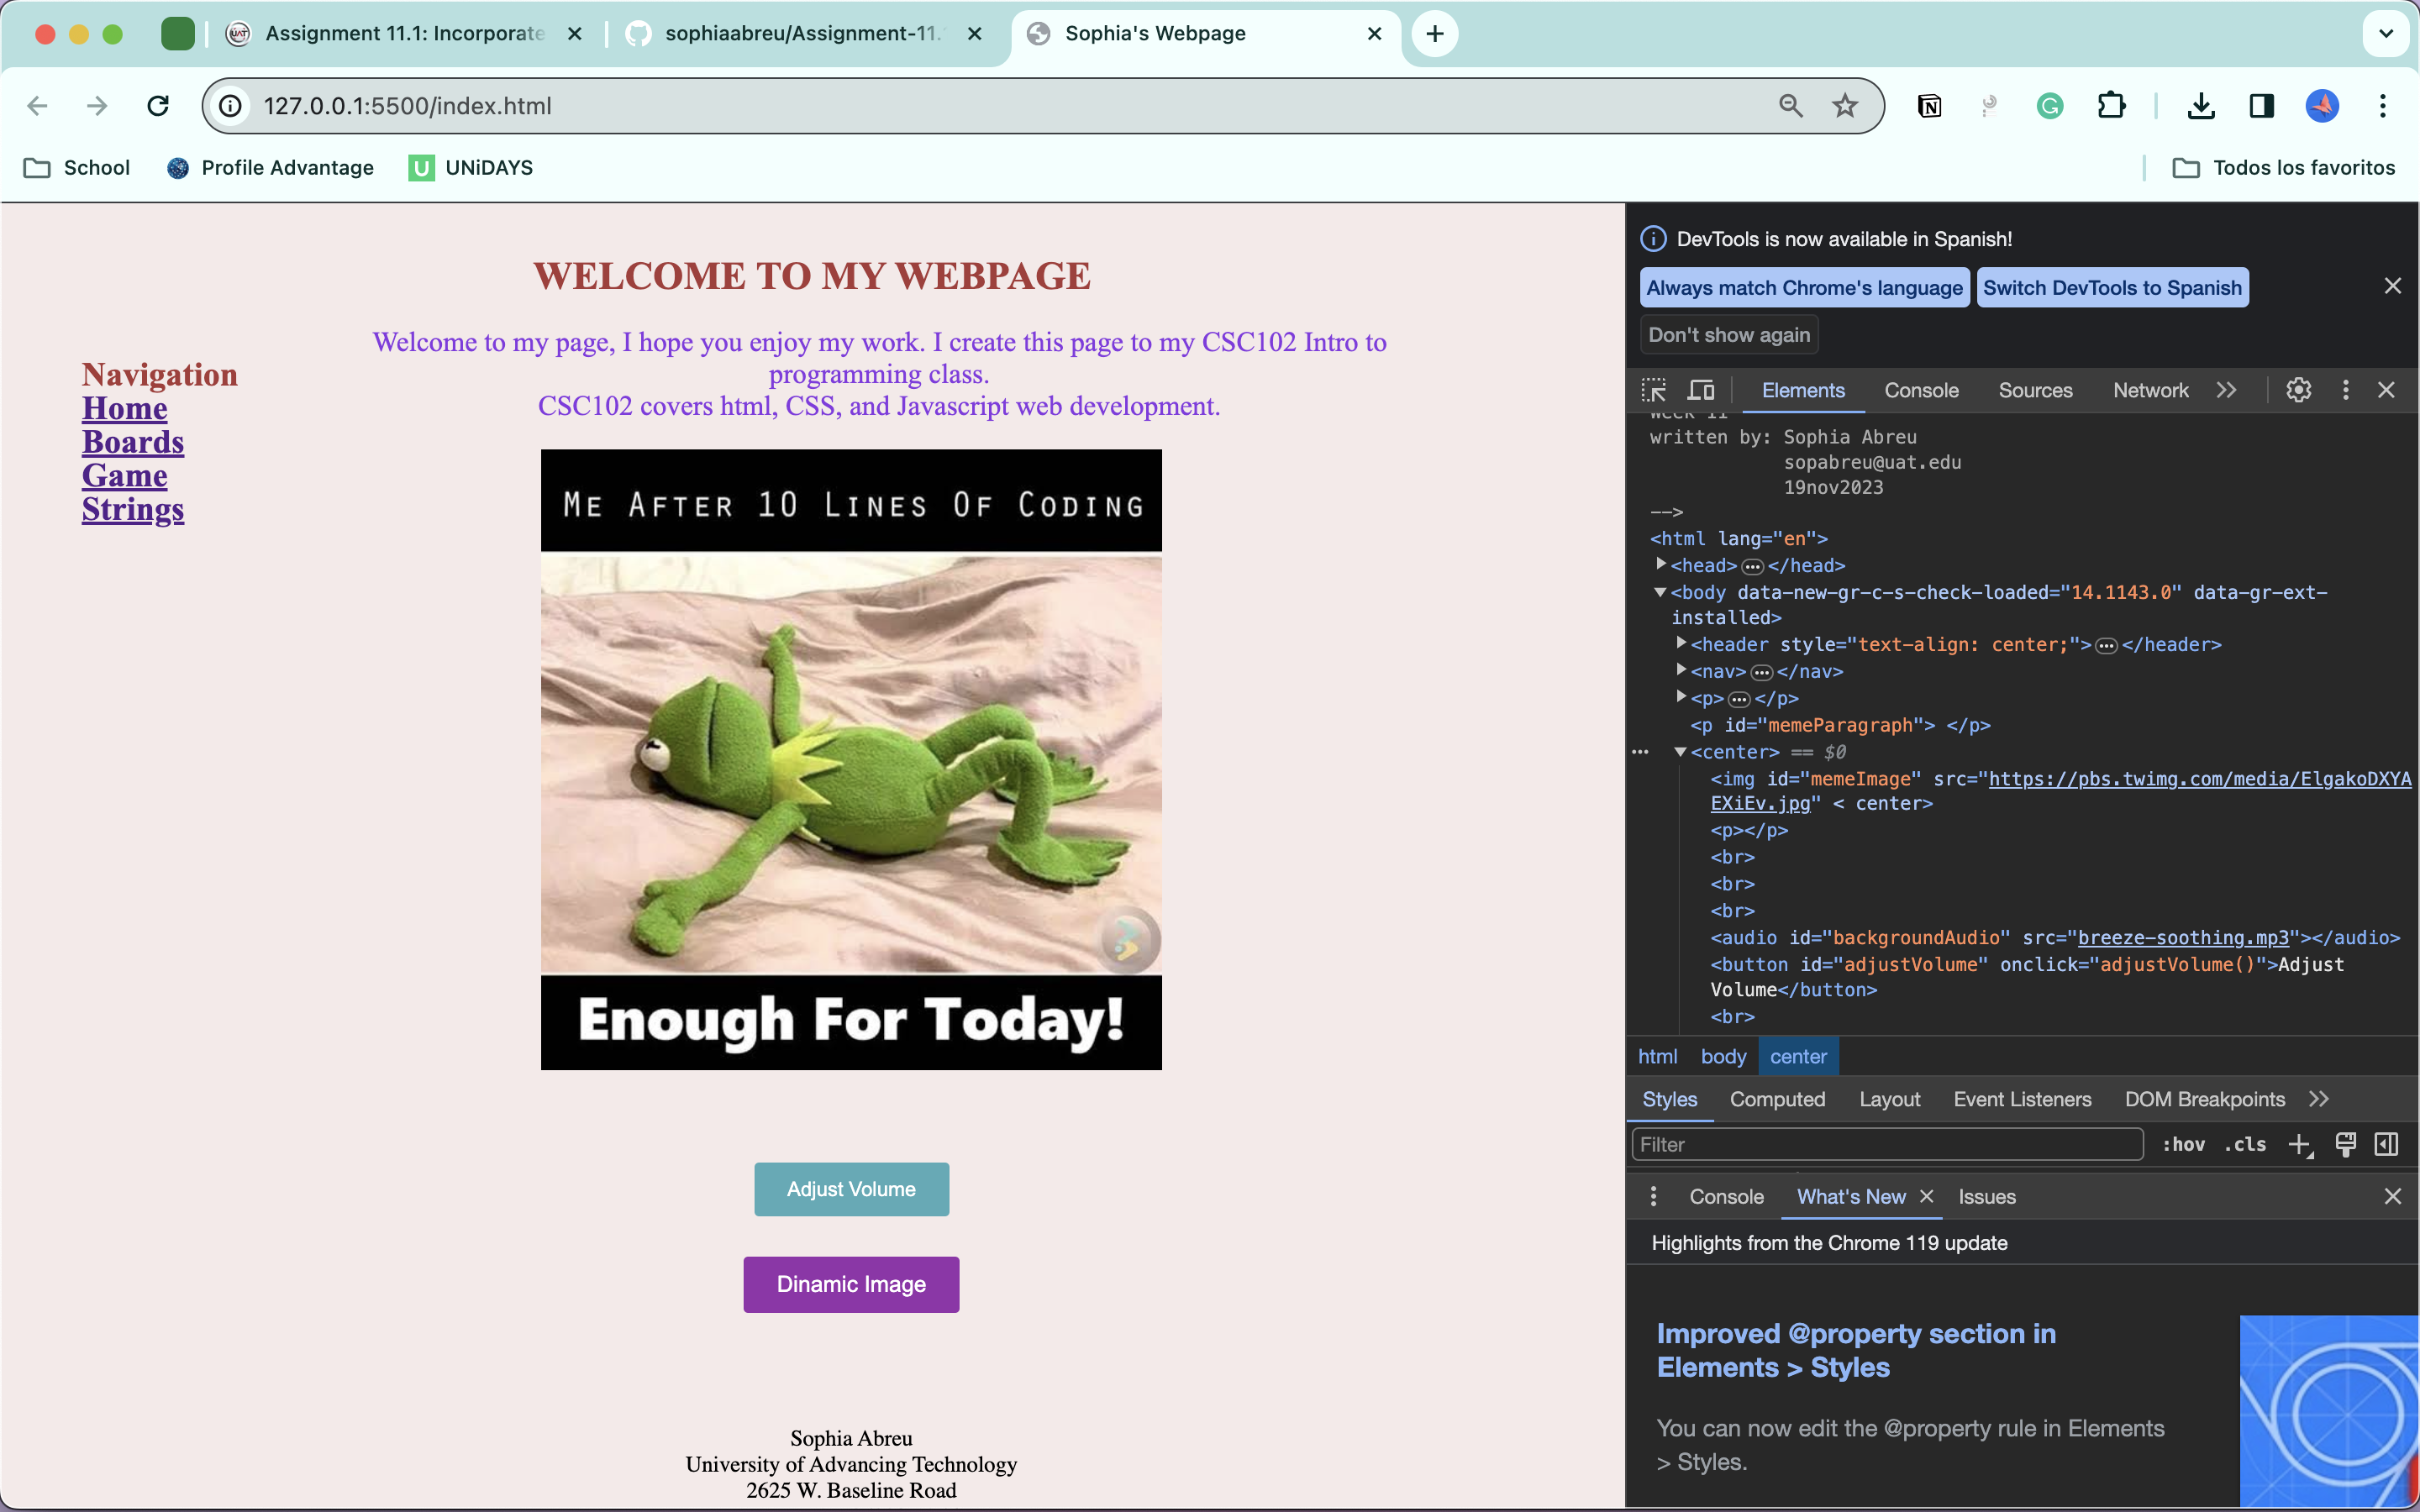 Assignment 11.1: Incorporate
sophiaabreu/Assignment-11.1
Sophia's Webpage
127.0.0.1:5500/index.html
School
Profile Advantage
U UNiDAYS
Todos los favoritos
WELCOME TO MY WEBPAGE
Welcome to my page, I hope you enjoy my work. I create this page to my CSC102 Intro to
programming class.
CSC102 covers html, CSS, and Javascript web development.
Navigation
Home
Boards
Game
Strings
ME AFTER 10 LINES OF CODING
Enough For Today!
Adjust Volume
Dinamic Image
Sophia Abreu
University of Advancing Technology
2625 W. Baseline Road
DevTools is now available in Spanish!
Always match Chrome's language Switch DevTools to Spanish
Don't show again
Elements Console Sources Network
week 11
written by: Sophia Abreu
sopabreu@uat.edu
19nov2023
-->
<html lang="en">
<head>…</head>
<body data-new-gr-c-s-check-loaded="14.1143.0" data-gr-ext-
installed>
<header style="text-align: center;">…</header>
<nav>…</nav>
<p>…</p>
<p id="memeParagraph"> </p>
<center> == $0
<img id="memeImage" src="https://pbs.twimg.com/media/ElgakoDXYA
EXiEv.jpg" < center>
<p></p>
<br>
<br>
<br>
<audio id="backgroundAudio" src="breeze-soothing.mp3"></audio>
<button id="adjustVolume" onclick="adjustVolume()">Adjust
Volume</button>
<br>
html body center
Styles Computed Layout Event Listeners DOM Breakpoints
Filter :hov .cls
Console What's New Issues
Highlights from the Chrome 119 update
Improved @property section in
Elements > Styles
You can now edit the @property rule in Elements
> Styles.